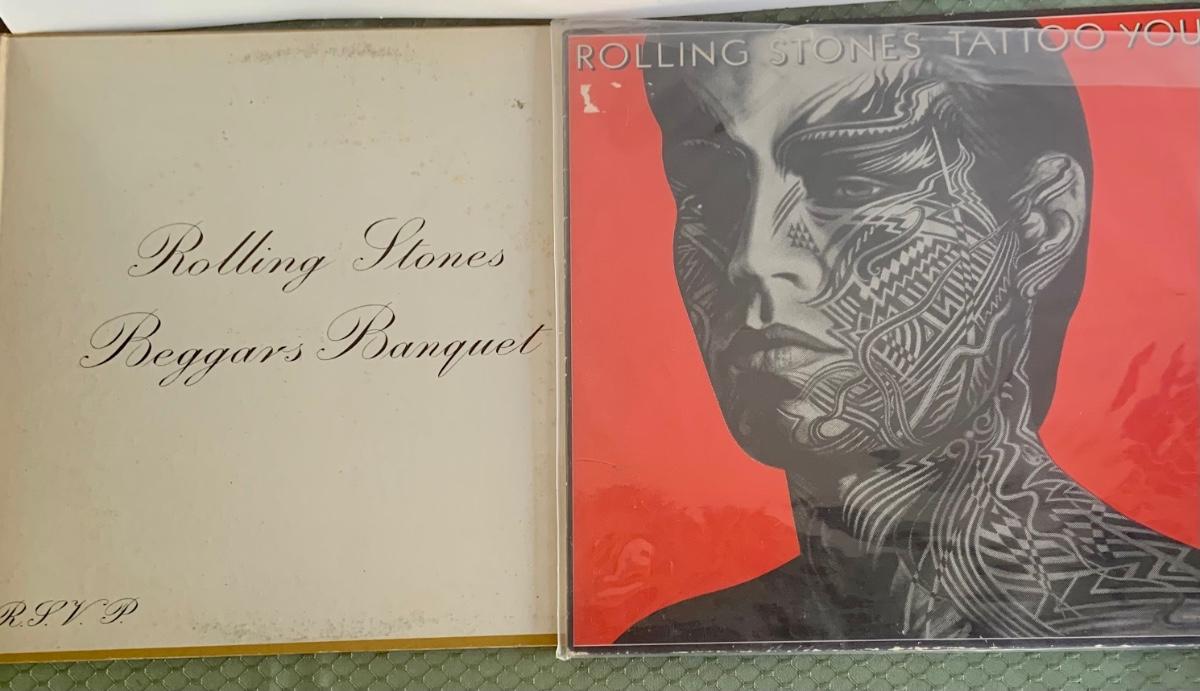 Rolling Stones
Beggars Banquet
R.S.V.P.
ROLLING STONES TATTOO YOU